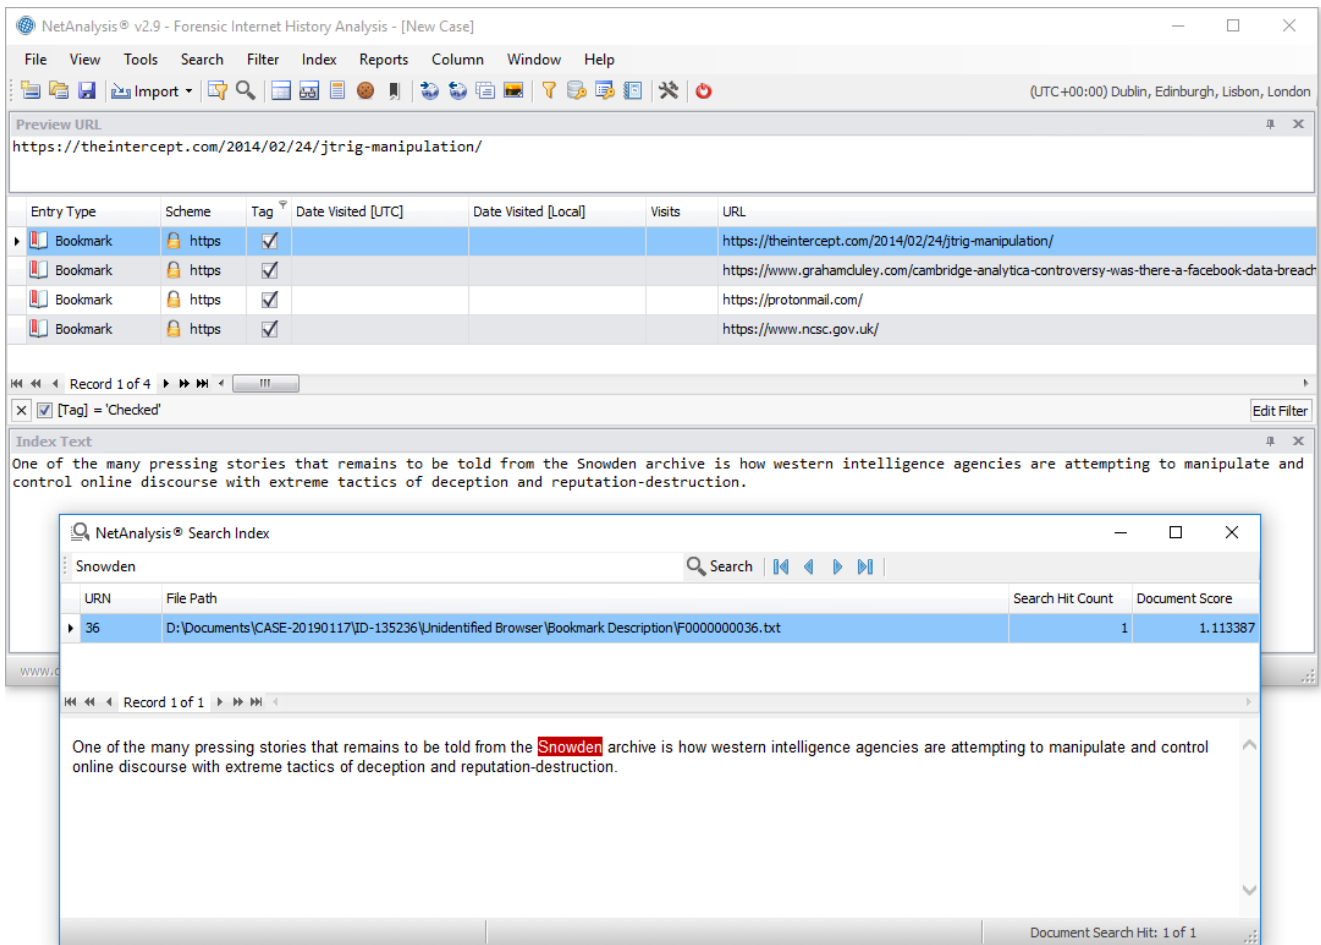 NetAnalysis® v2.9 - Forensic Internet History Analysis - [New Case]
File View Tools Search Filter Index Reports Column Window Help
Import (UTC+00:00) Dublin, Edinburgh, Lisbon, London
Preview URL
https://theintercept.com/2014/02/24/jtrig-manipulation/
Entry Type Scheme Tag Date Visited [UTC] Date Visited [Local] Visits URL
Bookmark https https://theintercept.com/2014/02/24/jtrig-manipulation/
Bookmark https https://www.grahamcluley.com/cambridge-analytica-controversy-was-there-a-facebook-data-breach
Bookmark https https://protonmail.com/
Bookmark https https://www.ncsc.gov.uk/
Record 1 of 4
[Tag] = 'Checked' Edit Filter
Index Text
One of the many pressing stories that remains to be told from the Snowden archive is how western intelligence agencies are attempting to manipulate and
control online discourse with extreme tactics of deception and reputation-destruction.
NetAnalysis® Search Index
Snowden Search
URN File Path Search Hit Count Document Score
36 D:\Documents\CASE-20190117\ID-135236\Unidentified Browser\Bookmark Description\F0000000036.txt 1 1.113387
www.
Record 1 of 1
One of the many pressing stories that remains to be told from the Snowden archive is how western intelligence agencies are attempting to manipulate and control
online discourse with extreme tactics of deception and reputation-destruction.
Document Search Hit: 1 of 1